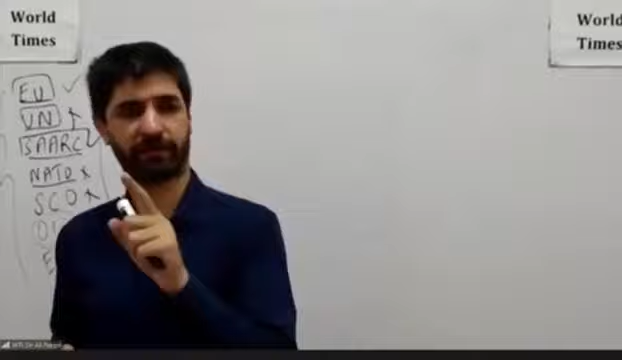 World
Times
World
Times
EU ✓
UN x
SAARC ✓
NATO x
SCO x